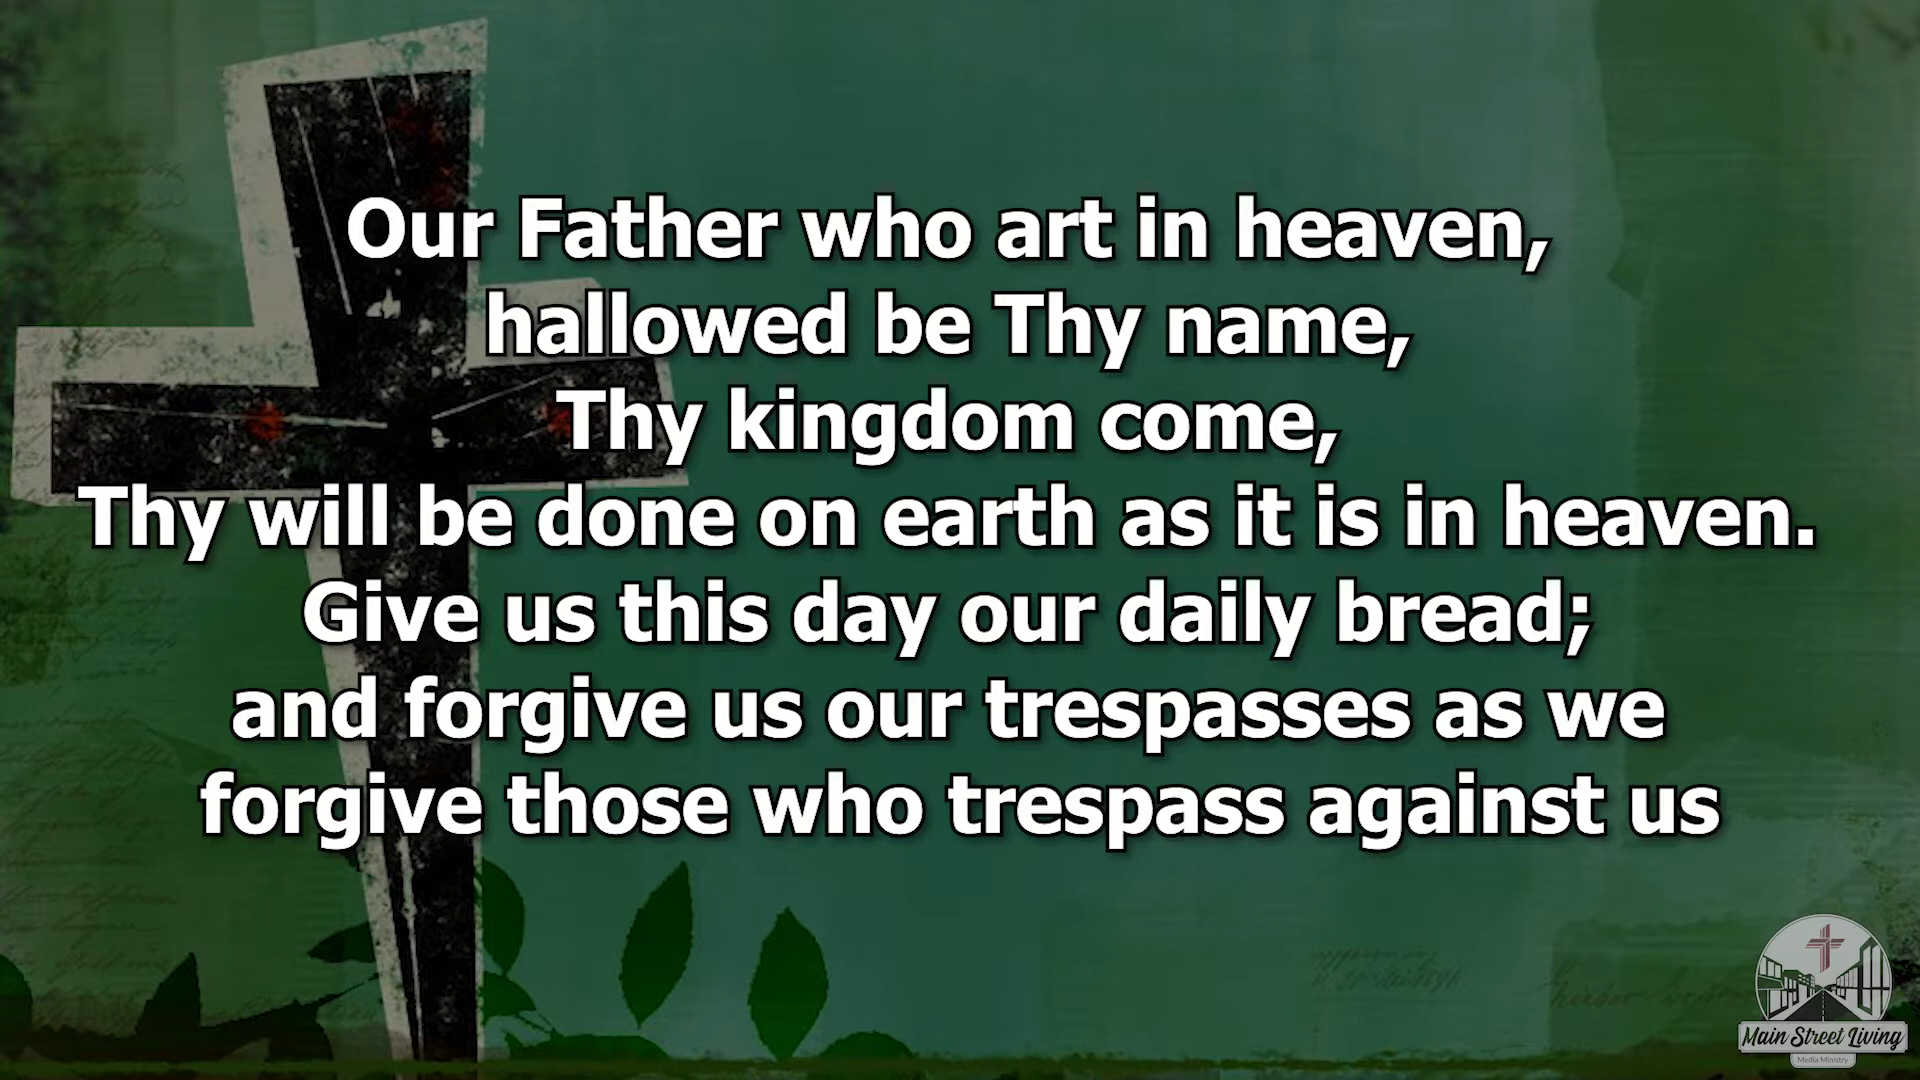 Our Father who art in heaven,
hallowed be Thy name,
Thy kingdom come,
Thy will be done on earth as it is in heaven.
Give us this day our daily bread;
and forgive us our trespasses as we
forgive those who trespass against us
Main Street Living
Media Ministry